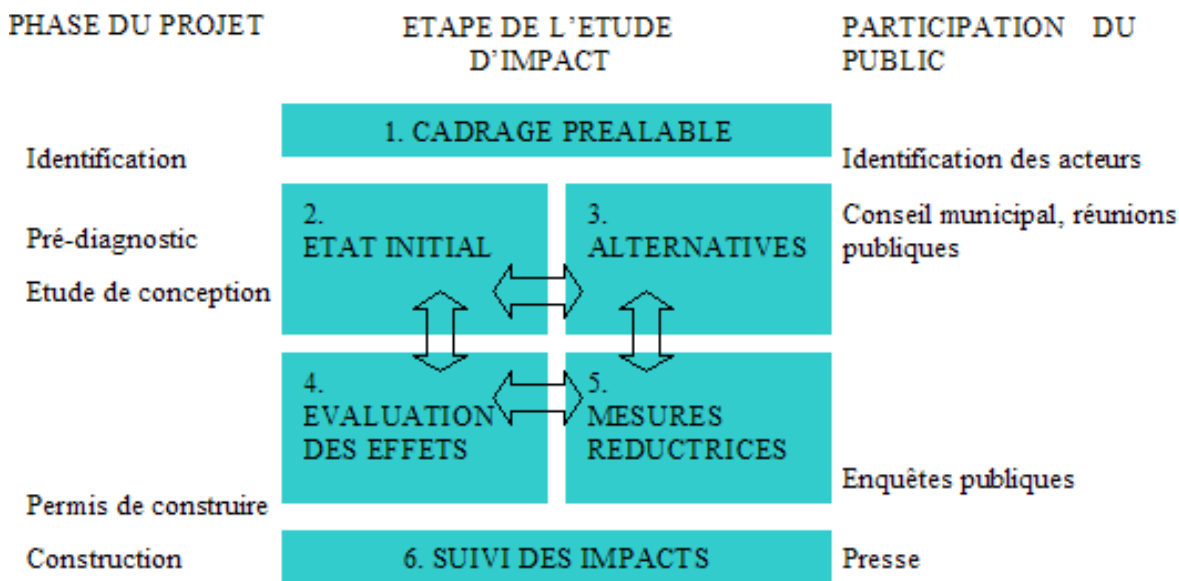 PHASE DU PROJET
ETAPE DE L'ETUDE
D'IMPACT
PARTICIPATION DU
PUBLIC
1. CADRAGE PREALABLE
Identification
Identification des acteurs
2.
ETAT INITIAL
3.
ALTERNATIVES
Pré-diagnostic
Etude de conception
Conseil municipal, réunions
publiques
4.
EVALUATION
DES EFFETS
5.
MESURES
REDUCTRICES
Enquêtes publiques
Permis de construire
Construction
6. SUIVI DES IMPACTS
Presse